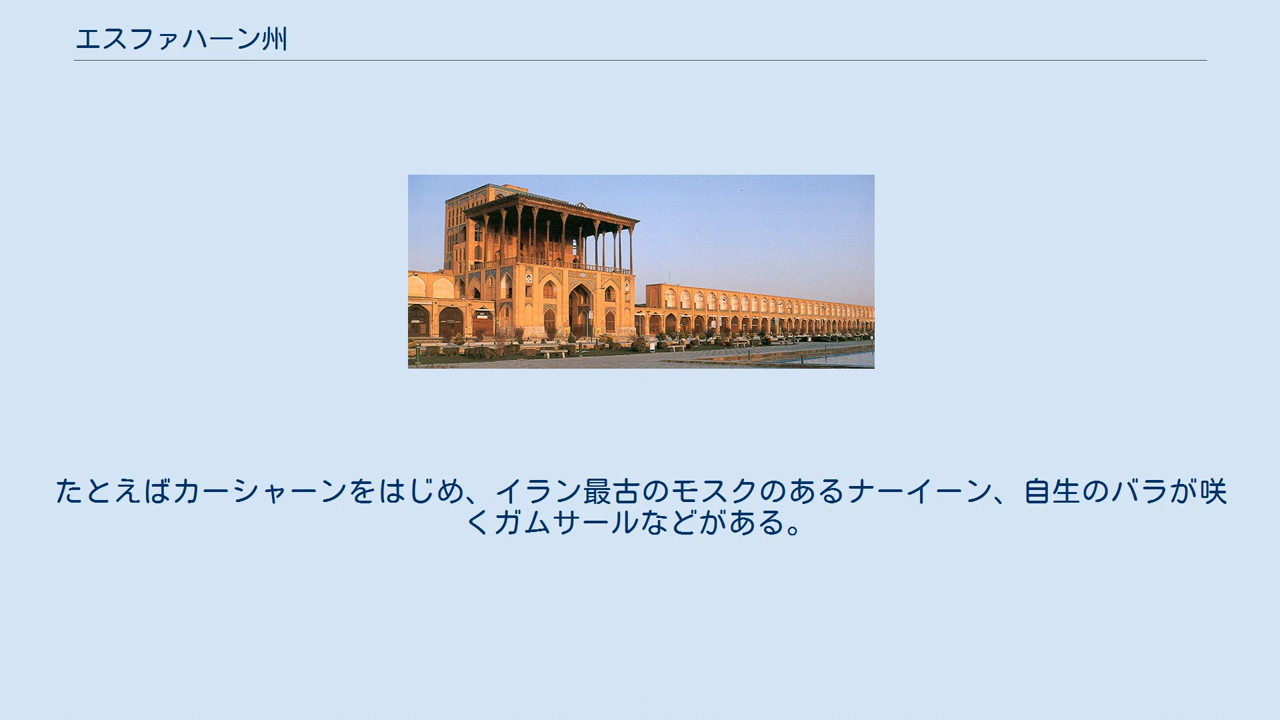 エスファハーン州
たとえばカーシャーンをはじめ、イラン最古のモスクのあるナーイーン、自生のバラが咲
くガムサールなどがある。